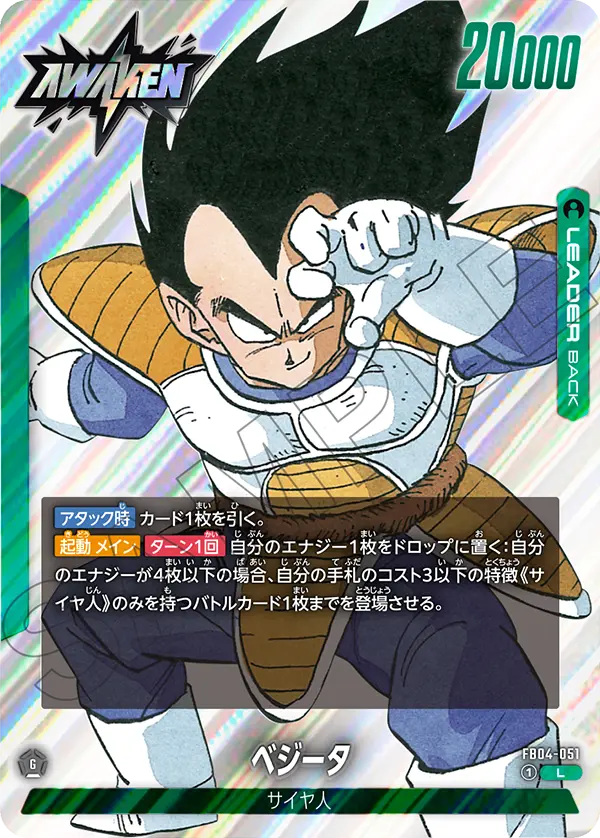 AWAKEN
20000
LEADER BACK
アタック時 カード1枚を引く。
起動メイン ターン1回 自分のエナジー1枚をドロップに置く:自分
のエナジーが4枚以下の場合、自分の手札のコスト3以下の特徴《サ
イヤ人》のみを持つバトルカード1枚までを登場させる。
SAMPLE
G
ベジータ
FB04-051
① L
サイヤ人